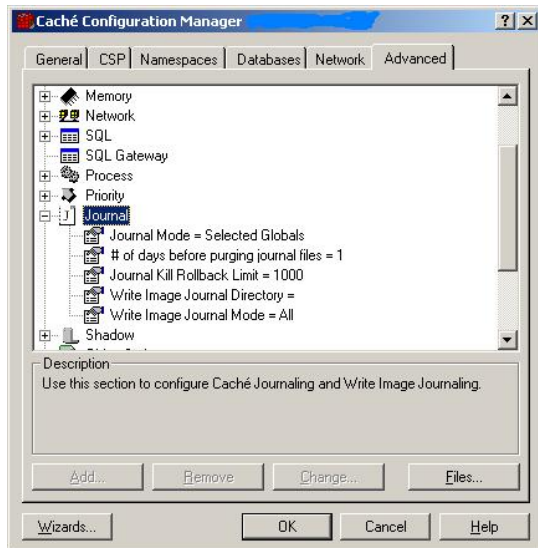 Caché Configuration Manager
General CSP Namespaces Databases Network Advanced
Memory
Network
SQL
SQL Gateway
Process
Priority
Journal
Journal Mode = Selected Globals
# of days before purging journal files = 1
Journal Kill Rollback Limit = 1000
Write Image Journal Directory =
Write Image Journal Mode = All
Shadow
Description
Use this section to configure Caché Journaling and Write Image Journaling.
Add... Remove Change... Files...
Wizards... OK Cancel Help